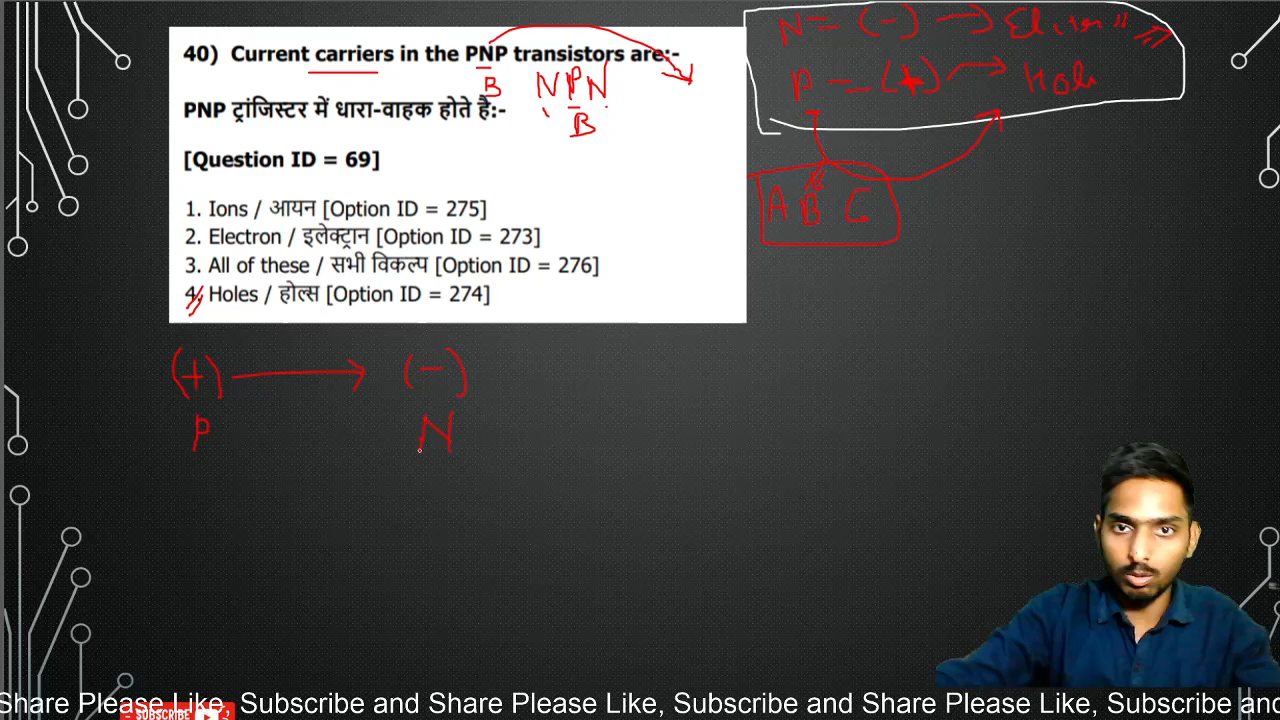 40) Current carriers in the PNP transistors are:-
B
NPN
B
PNP ट्रांजिस्टर में धारा-वाहक होते है:-
[Question ID = 69]
1. Ions / आयन [Option ID = 275]
2. Electron / इलेक्ट्रान [Option ID = 273]
3. All of these / सभी विकल्प [Option ID = 276]
4. Holes / होल्स [Option ID = 274]
N = (-)
P - (+)
A B C
(+) (-)
P N
Share Please Like, Subscribe and Share Please Like, Subscribe and Share Please Like, Subscribe and
SUBSCRIBE